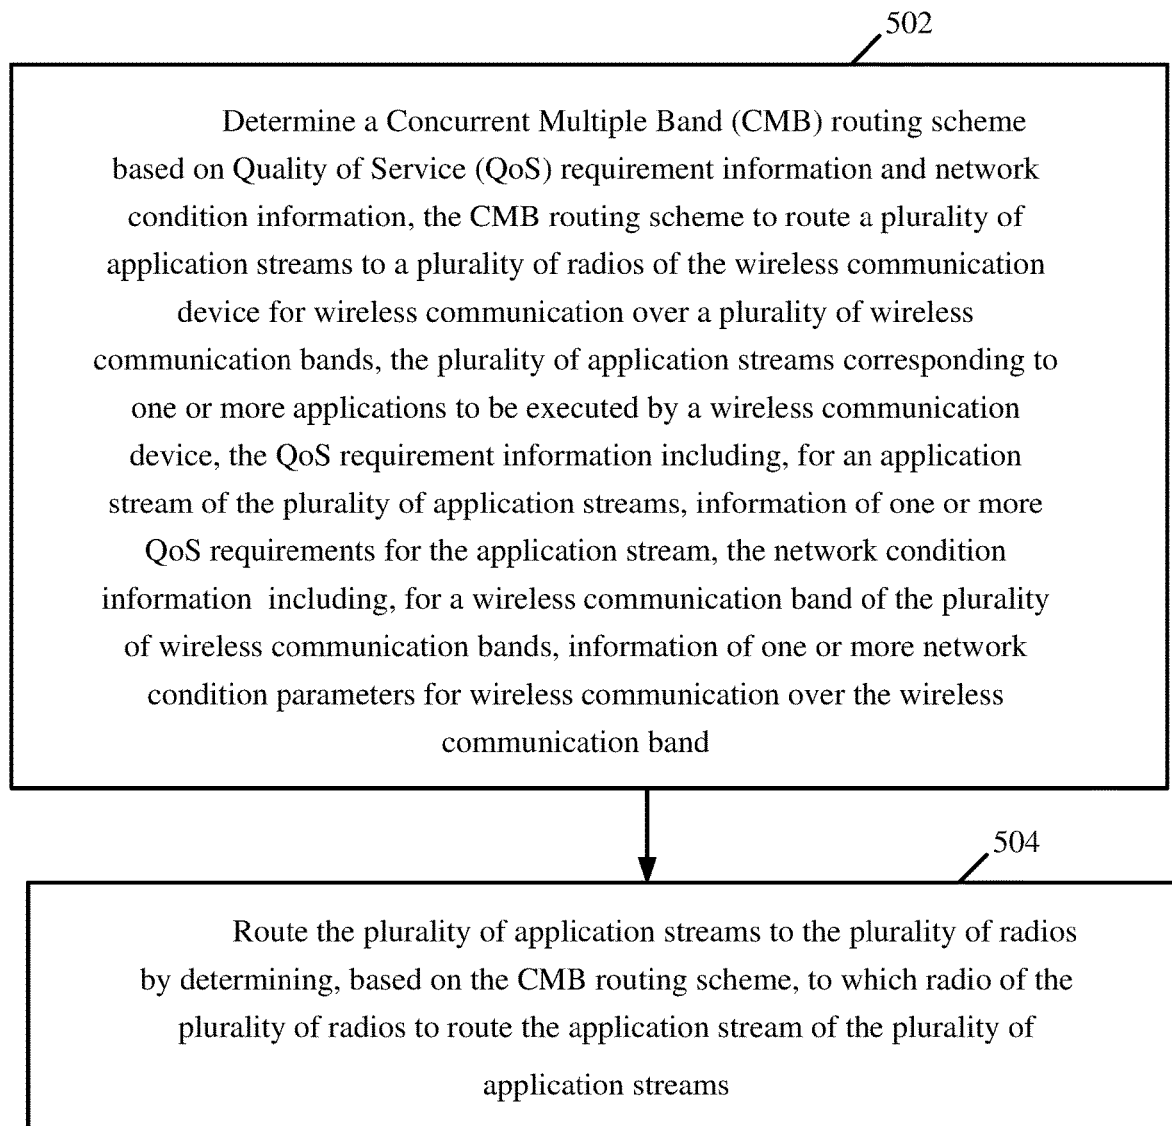 502
Determine a Concurrent Multiple Band (CMB) routing scheme
based on Quality of Service (QoS) requirement information and network
condition information, the CMB routing scheme to route a plurality of
application streams to a plurality of radios of the wireless communication
device for wireless communication over a plurality of wireless
communication bands, the plurality of application streams corresponding to
one or more applications to be executed by a wireless communication
device, the QoS requirement information including, for an application
stream of the plurality of application streams, information of one or more
QoS requirements for the application stream, the network condition
information including, for a wireless communication band of the plurality
of wireless communication bands, information of one or more network
condition parameters for wireless communication over the wireless
communication band
504
Route the plurality of application streams to the plurality of radios
by determining, based on the CMB routing scheme, to which radio of the
plurality of radios to route the application stream of the plurality of
application streams